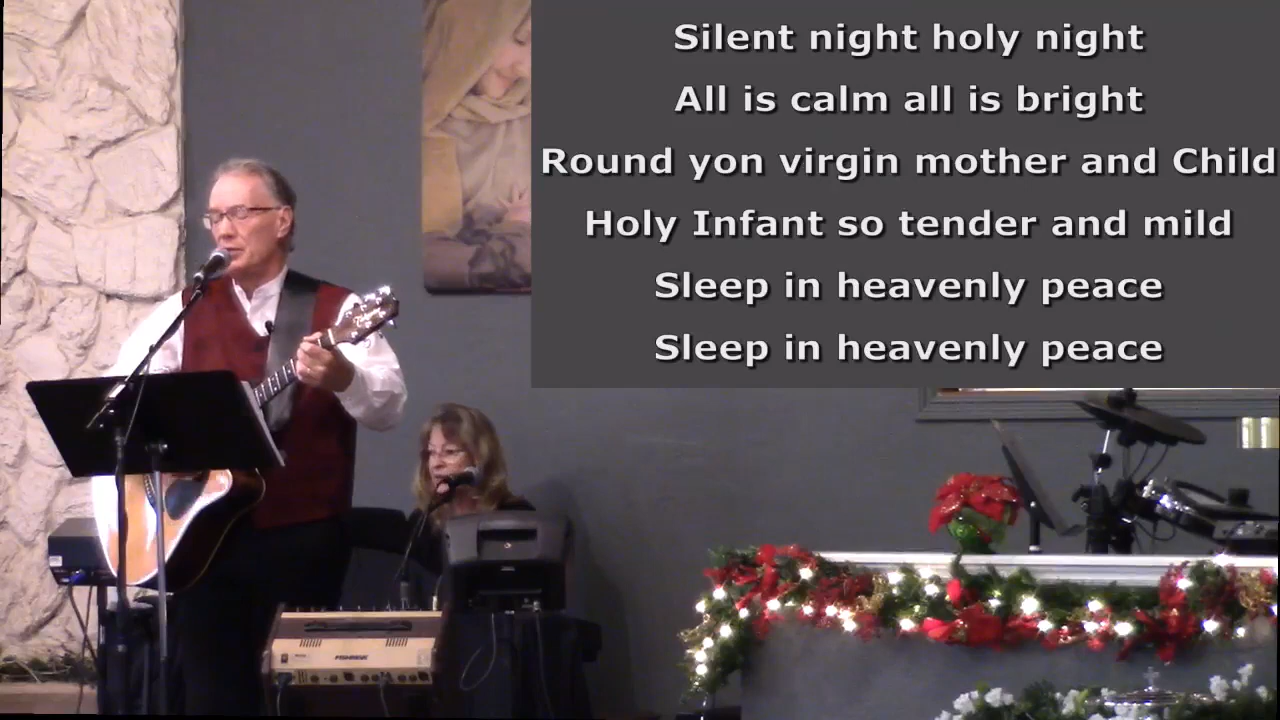 Silent night holy night
All is calm all is bright
Round yon virgin mother and Child
Holy Infant so tender and mild
Sleep in heavenly peace
Sleep in heavenly peace
FISHMAN